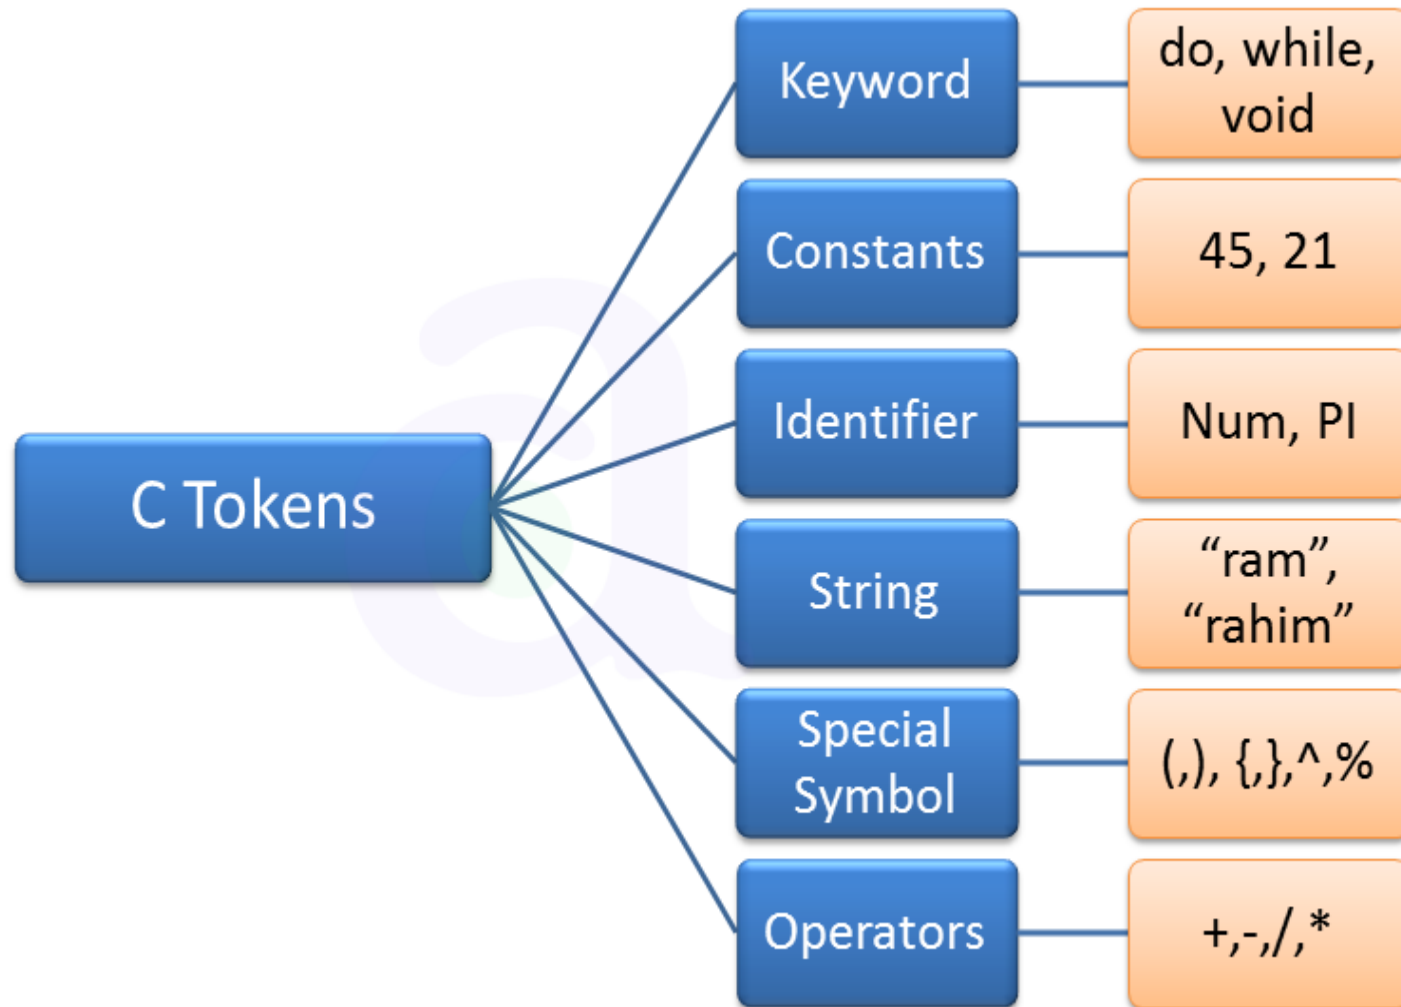 C Tokens
Keyword
do, while,
void
Constants
45, 21
Identifier
Num, PI
String
“ram”,
“rahim”
Special
Symbol
(,), {,},^,%
Operators
+,-,/,*